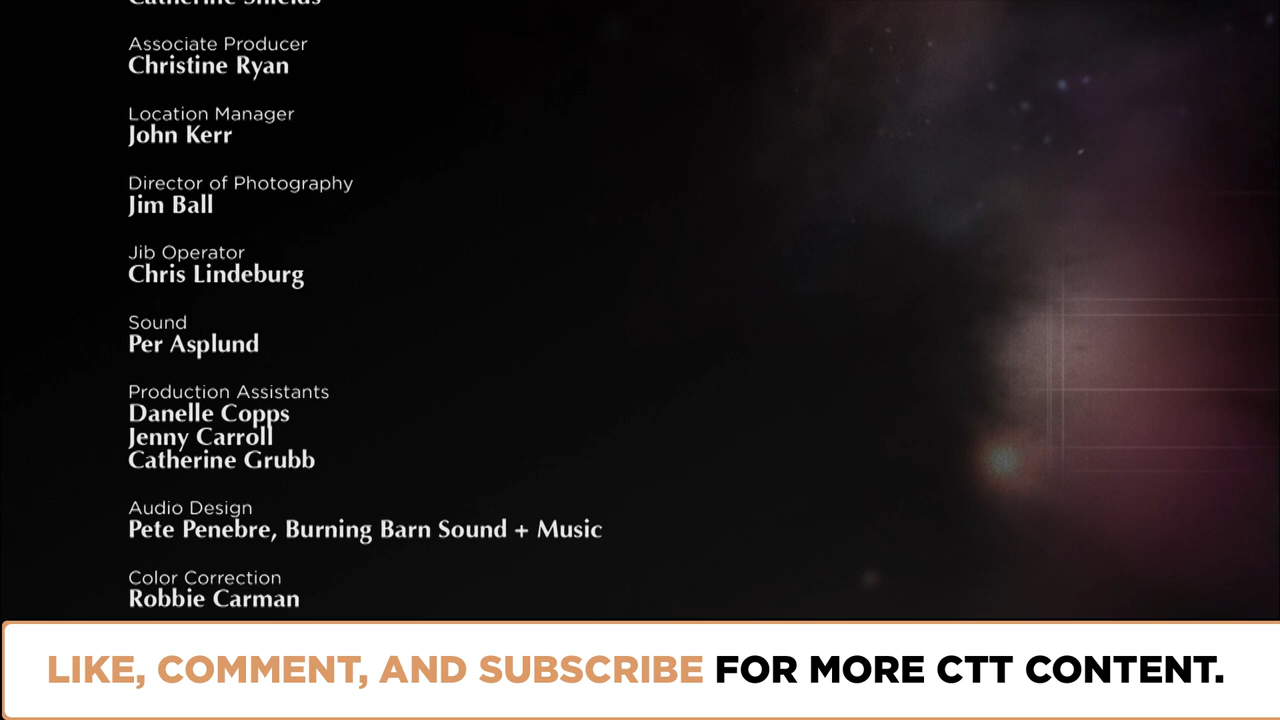 Catherine Shields
Associate Producer
Christine Ryan
Location Manager
John Kerr
Director of Photography
Jim Ball
Jib Operator
Chris Lindeburg
Sound
Per Asplund
Production Assistants
Danelle Copps
Jenny Carroll
Catherine Grubb
Audio Design
Pete Penebre, Burning Barn Sound + Music
Color Correction
Robbie Carman
LIKE, COMMENT, AND SUBSCRIBE FOR MORE CTT CONTENT.